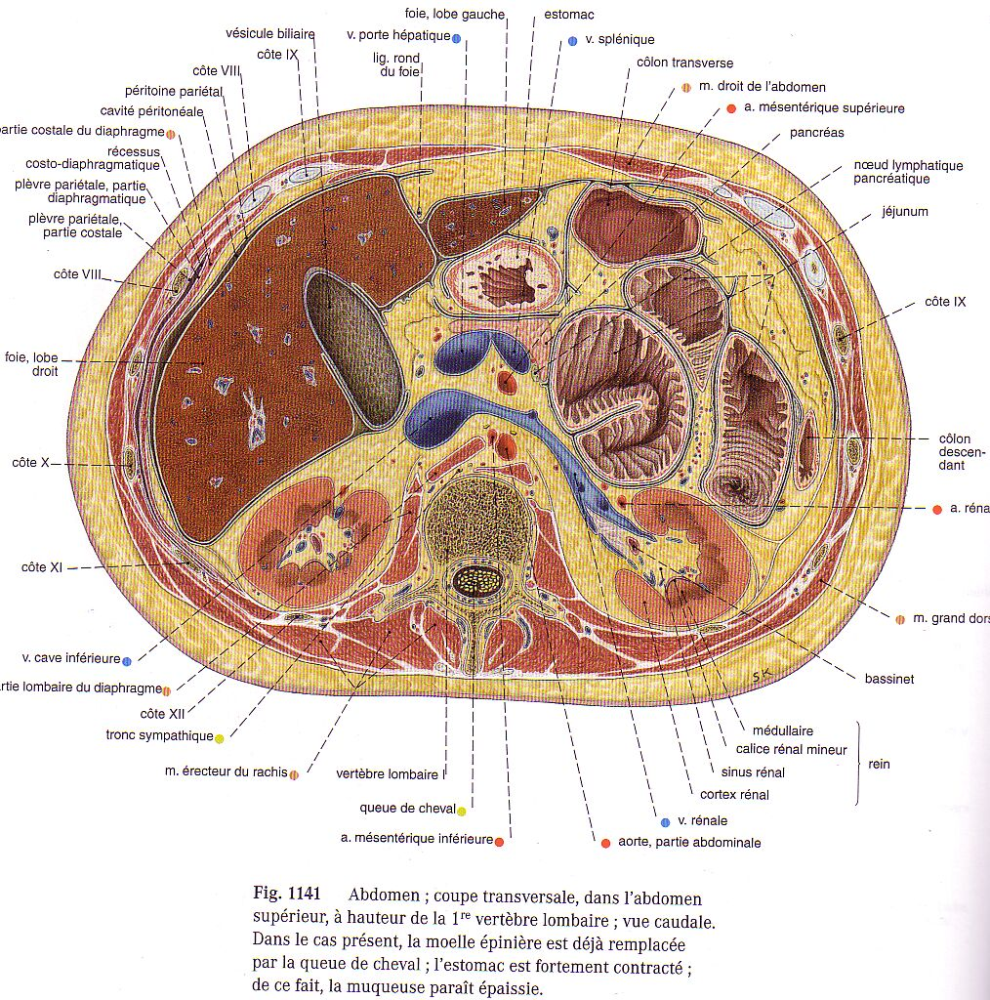 foie, lobe gauche
estomac
vésicule biliaire
v. porte hépatique
v. splénique
côte IX
lig. rond
du foie
côlon transverse
côte VIII
m. droit de l'abdomen
péritoine pariétal
a. mésentérique supérieure
cavité péritonéale
pancréas
artie costale du diaphragme
récessus
costo-diaphragmatique
nœud lymphatique
pancréatique
plèvre pariétale, partie
diaphragmatique
jéjunum
plèvre pariétale,
partie costale
côte VIII
côte IX
foie, lobe
droit
côte X
côlon
descen-
dant
a. réna
côte XI
m. grand dors
v. cave inférieure
bassinet
artie lombaire du diaphragme
côte XII
tronc sympathique
médullaire
calice rénal mineur
rein
m. érecteur du rachis
vertèbre lombaire I
sinus rénal
cortex rénal
queue de cheval
v. rénale
a. mésentérique inférieure
aorte, partie abdominale
SK
Fig. 1141 Abdomen ; coupe transversale, dans l'abdomen
supérieur, à hauteur de la 1re vertèbre lombaire ; vue caudale.
Dans le cas présent, la moelle épinière est déjà remplacée
par la queue de cheval ; l'estomac est fortement contracté ;
de ce fait, la muqueuse paraît épaissie.